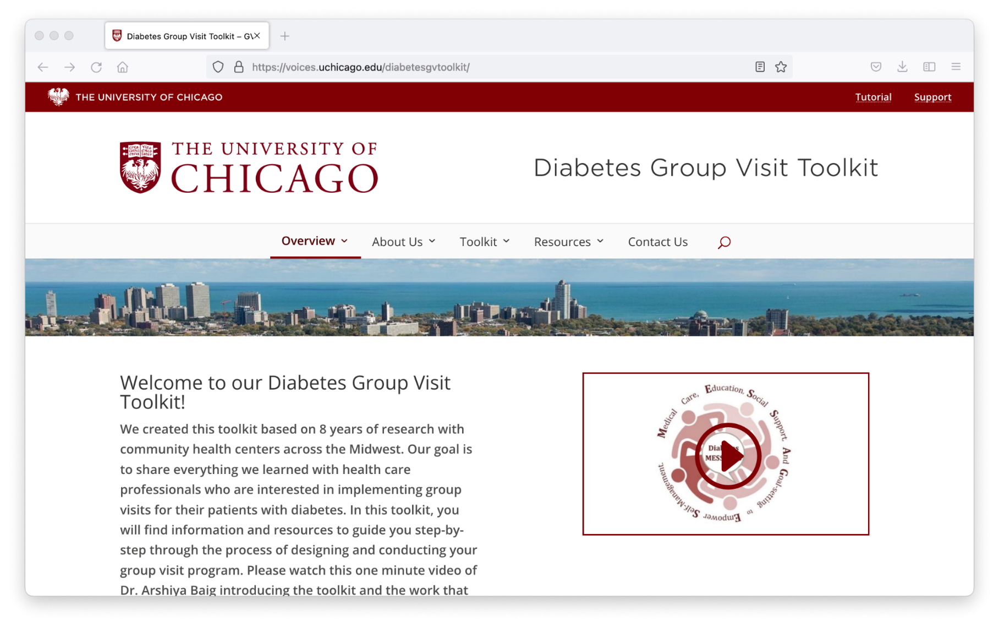 Diabetes Group Visit Toolkit – G
https://voices.uchicago.edu/diabetesgvtoolkit/
THE UNIVERSITY OF CHICAGO
Tutorial
Support
THE UNIVERSITY OF
CHICAGO
Diabetes Group Visit Toolkit
Overview
About Us
Toolkit
Resources
Contact Us
Welcome to our Diabetes Group Visit
Toolkit!
We created this toolkit based on 8 years of research with
community health centers across the Midwest. Our goal is
to share everything we learned with health care
professionals who are interested in implementing group
visits for their patients with diabetes. In this toolkit, you
will find information and resources to guide you step-by-
step through the process of designing and conducting your
group visit program. Please watch this one minute video of
Dr. Arshiya Baig introducing the toolkit and the work that
Medical Care, Education, Social Support, And Goal-setting to Empower Self-Management.